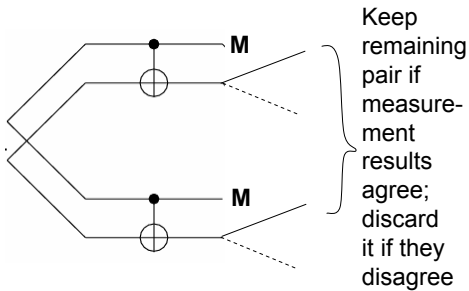 M
M
Keep
remaining
pair if
measure-
ment
results
agree;
discard
it if they
disagree